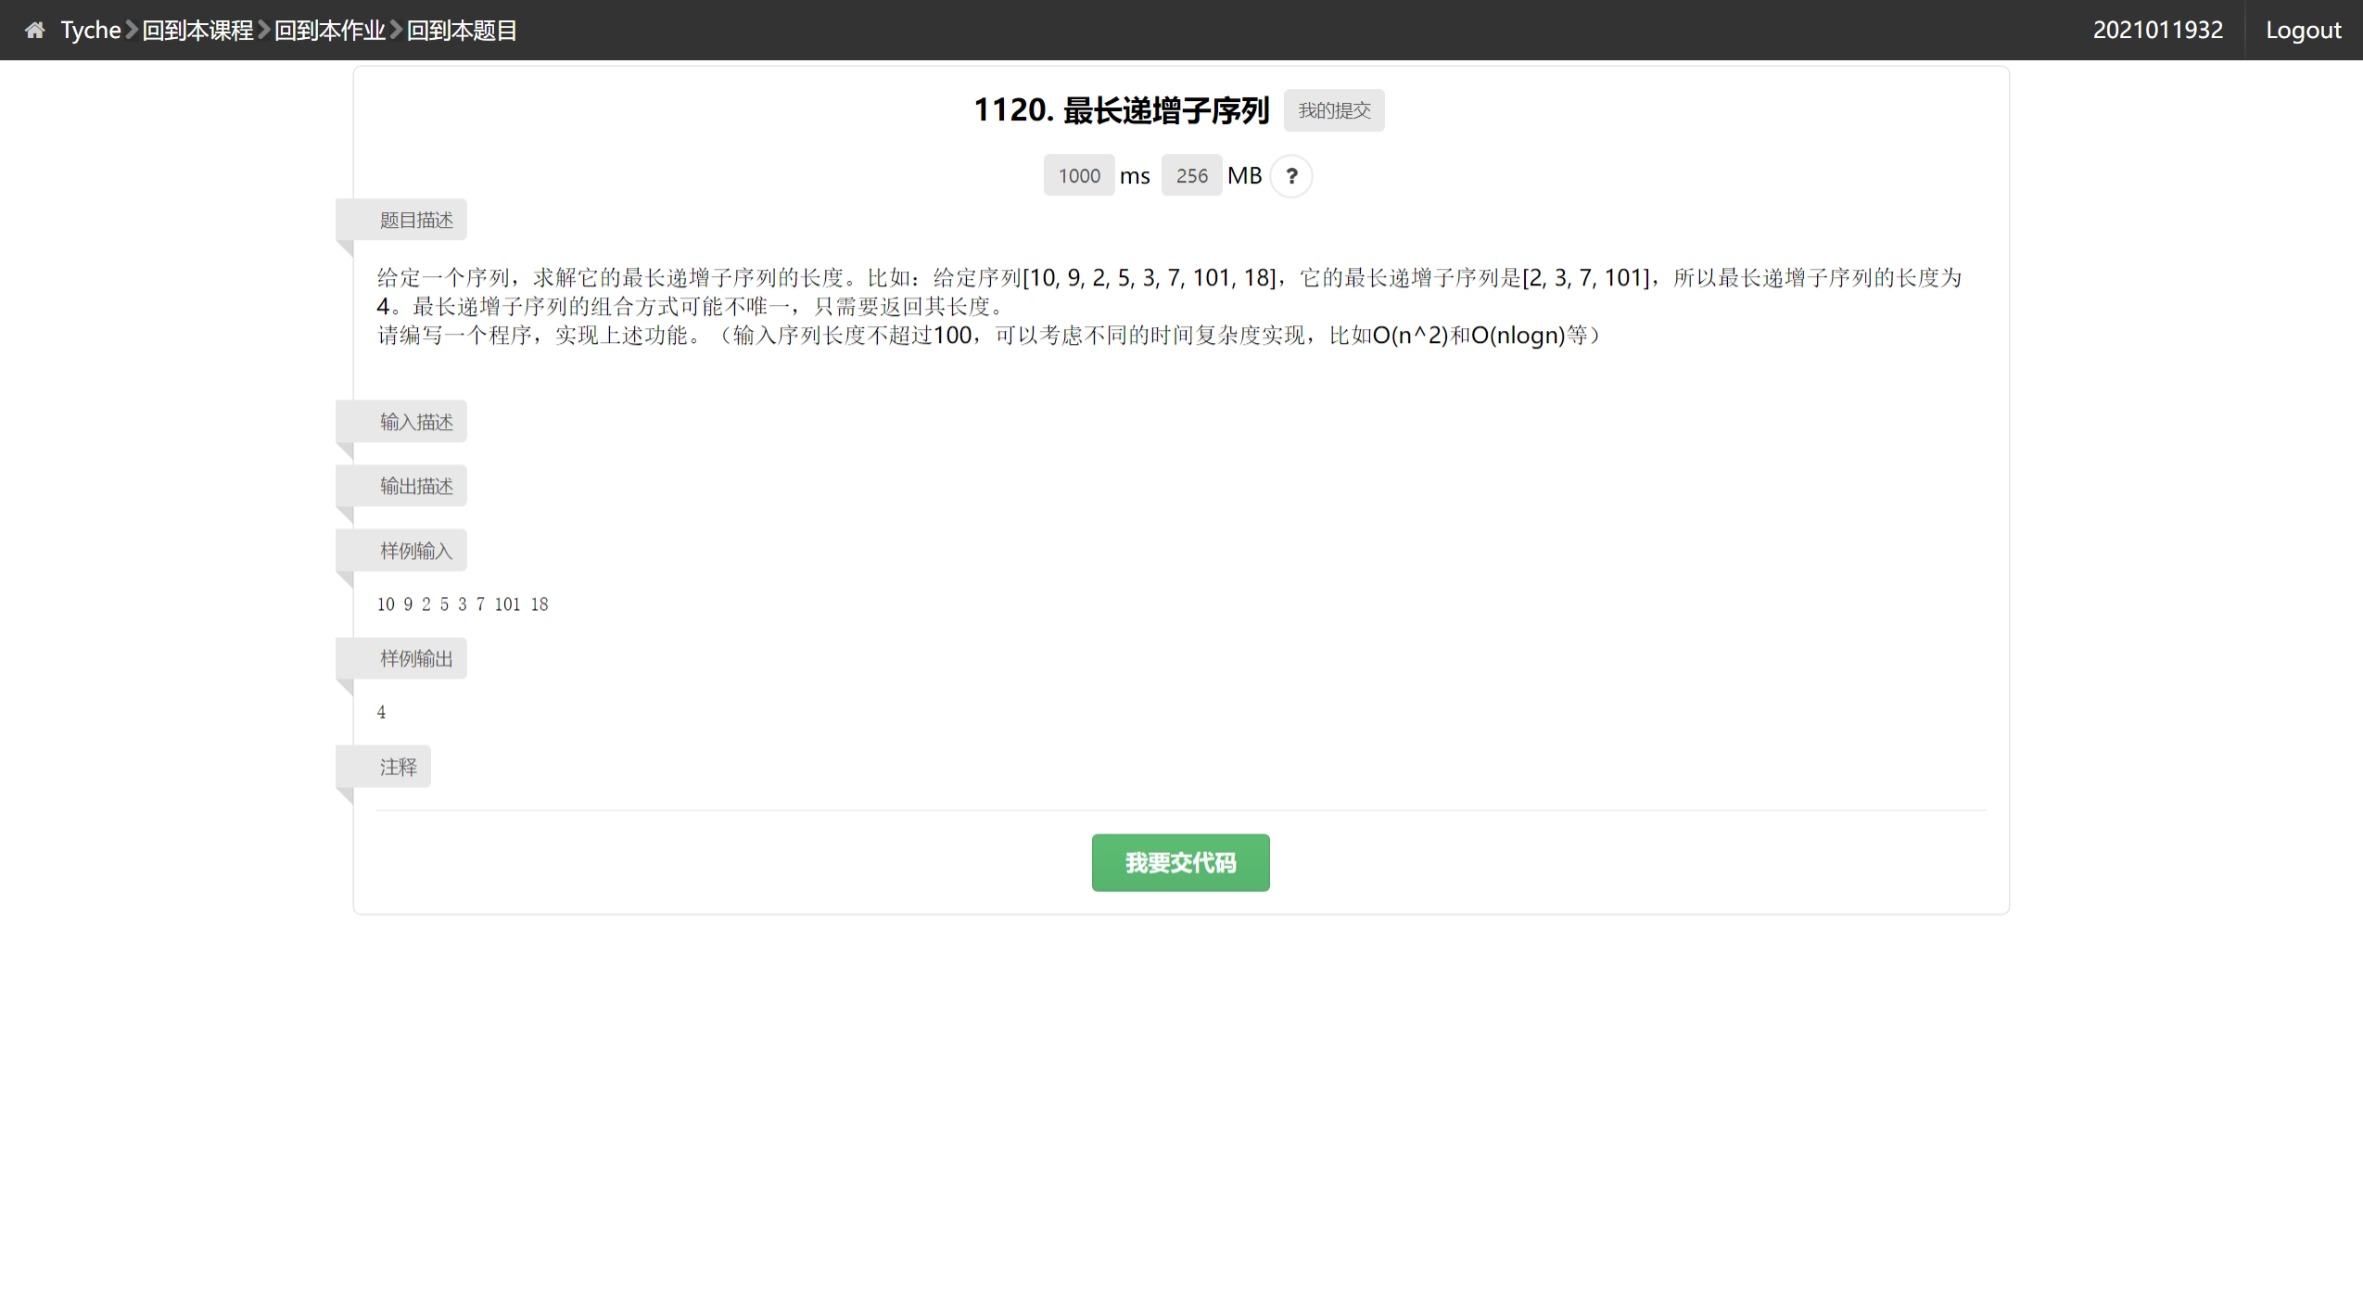 Tyche 回到本课程 回到本作业 回到本题目 2021011932 Logout
1120. 最长递增子序列 我的提交
1000 ms 256 MB ?
题目描述
给定一个序列，求解它的最长递增子序列的长度。比如：给定序列[10, 9, 2, 5, 3, 7, 101, 18]，它的最长递增子序列是[2, 3, 7, 101]，所以最长递增子序列的长度为
4。最长递增子序列的组合方式可能不唯一，只需要返回其长度。
请编写一个程序，实现上述功能。（输入序列长度不超过100，可以考虑不同的时间复杂度实现，比如O(n^2)和O(nlogn)等）
输入描述
输出描述
样例输入
10 9 2 5 3 7 101 18
样例输出
4
注释
我要交代码